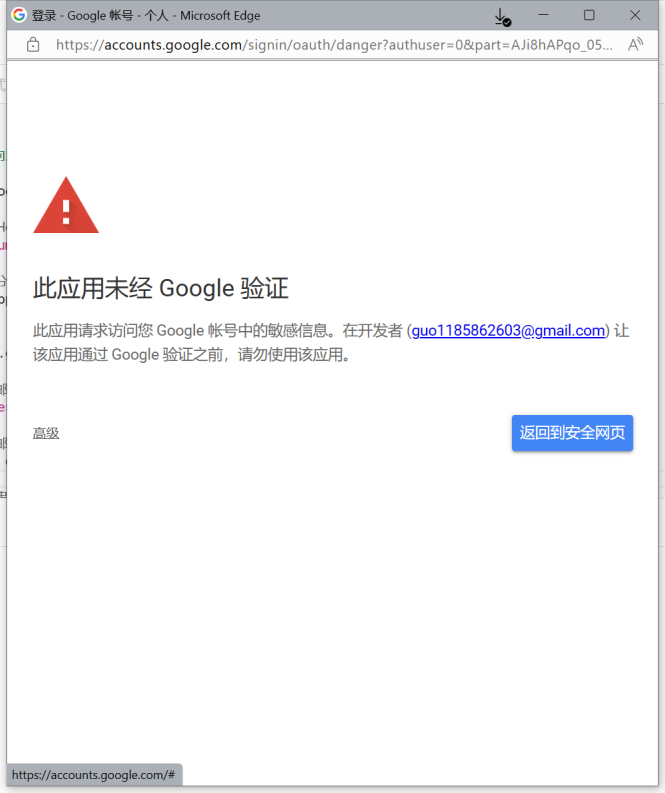 登录 - Google 帐号 - 个人 - Microsoft Edge
https://accounts.google.com/signin/oauth/danger?authuser=0&part=AJi8hAPqo_05...
此应用未经 Google 验证
此应用请求访问您 Google 帐号中的敏感信息。在开发者 (guo1185862603@gmail.com) 让
该应用通过 Google 验证之前，请勿使用该应用。
高级
返回到安全网页
https://accounts.google.com/#